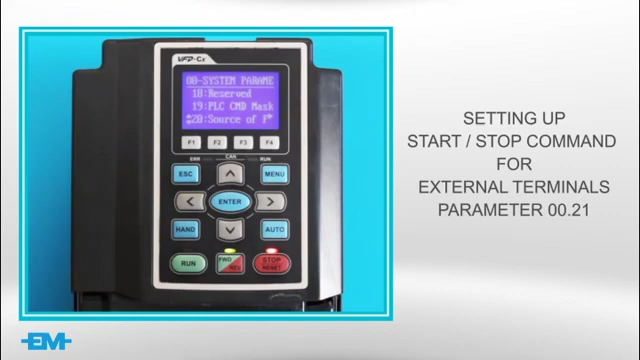 VFD-Cx
00-SYSTEM PARAME
18:Reserved
19:PLC CMD Mask
20:Source of F
F1 F2 F3 F4
ERR CAN RUN
ESC MENU
ENTER
HAND AUTO
RUN FWD REV STOP RESET
SETTING UP
START / STOP COMMAND
FOR
EXTERNAL TERMINALS
PARAMETER 00.21
EM